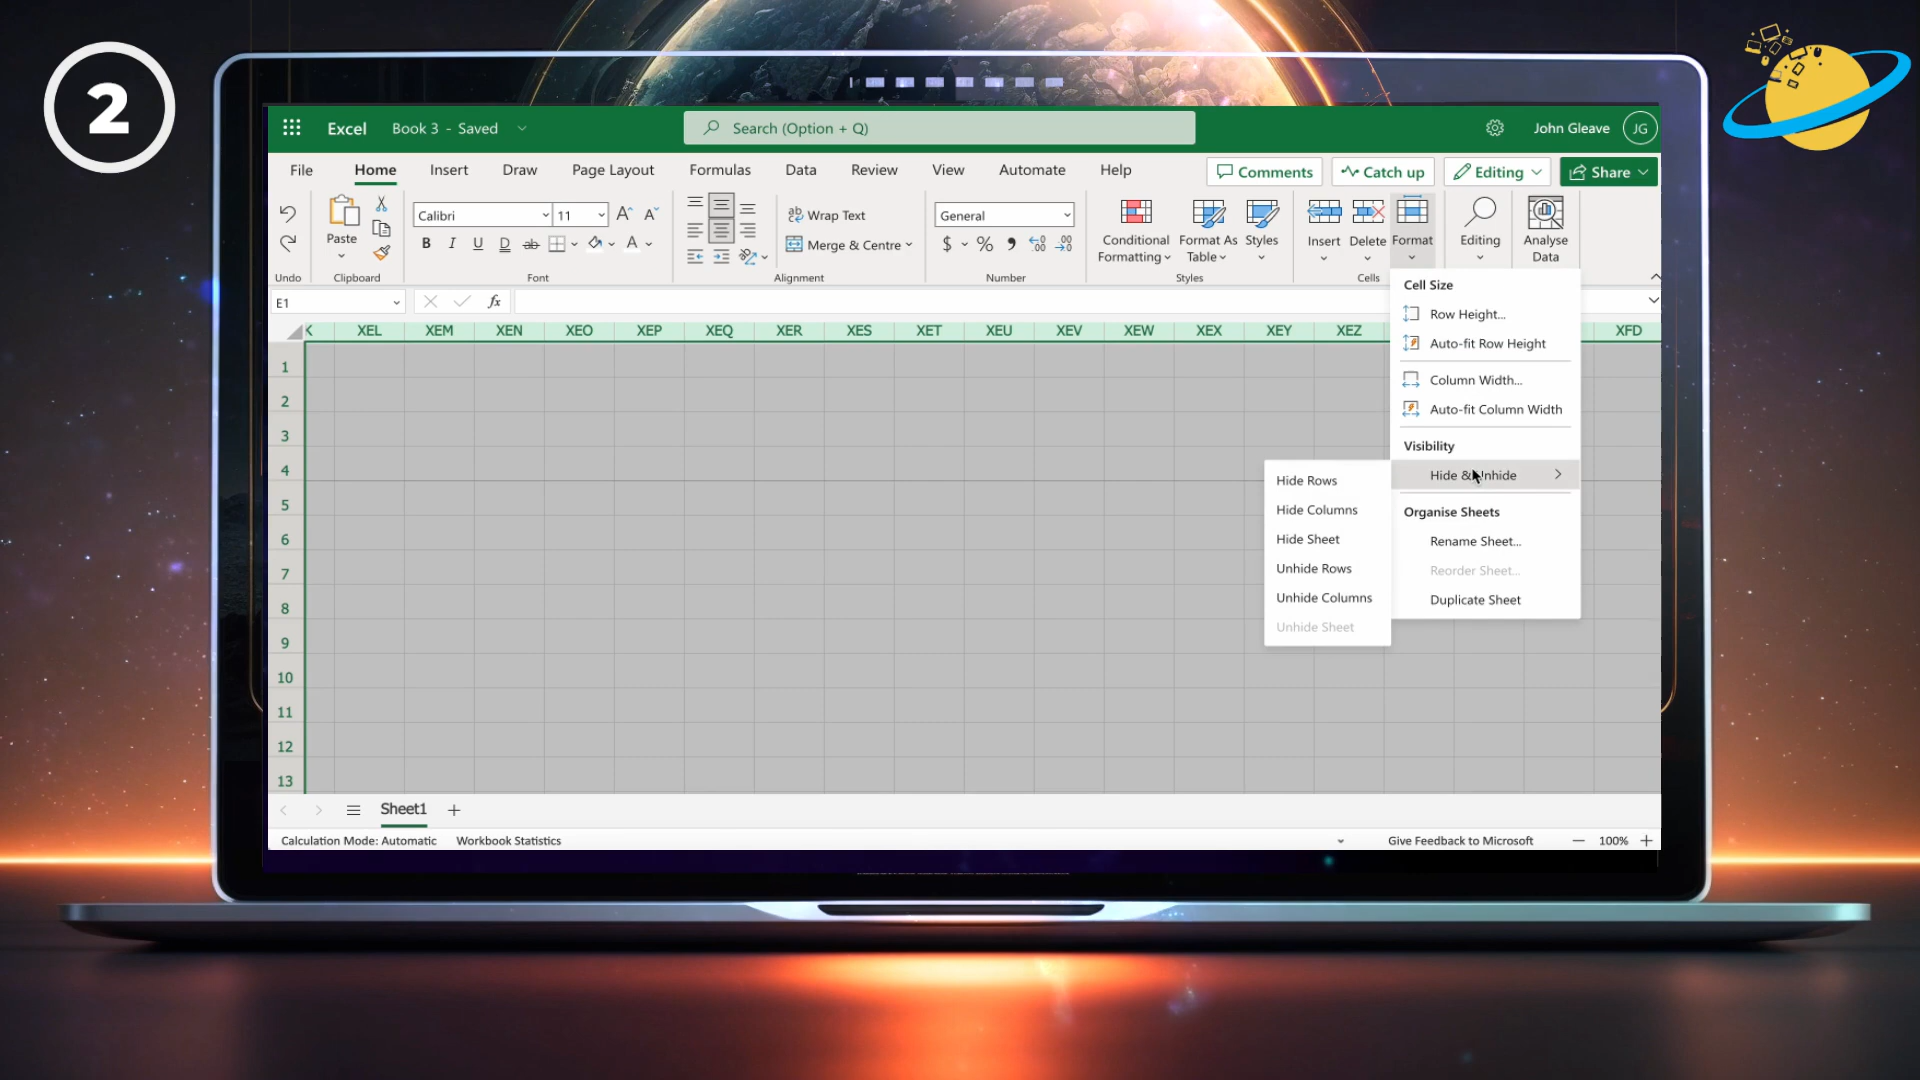 2
Excel Book 3 - Saved
Search (Option + Q)
John Gleave JG
File Home Insert Draw Page Layout Formulas Data Review View Automate Help
Comments Catch up Editing Share
Paste
Calibri 11 A A
B I U D ab A
ab Wrap Text
Merge & Centre
General
$ % .00 .00
Conditional Formatting
Format As Table
Styles
Insert Delete Format
Editing
Analyse Data
Undo Clipboard Font Alignment Number Styles Cells
E1 fx
K XEL XEM XEN XEO XEP XEQ XER XES XET XEU XEV XEW XEX XEY XEZ XFD
1
2
3
4
5
6
7
8
9
10
11
12
13
Cell Size
Row Height...
Auto-fit Row Height
Column Width...
Auto-fit Column Width
Visibility
Hide & Unhide
Organise Sheets
Rename Sheet...
Reorder Sheet...
Duplicate Sheet
Hide Rows
Hide Columns
Hide Sheet
Unhide Rows
Unhide Columns
Unhide Sheet
Sheet1
Calculation Mode: Automatic Workbook Statistics
Give Feedback to Microsoft 100%